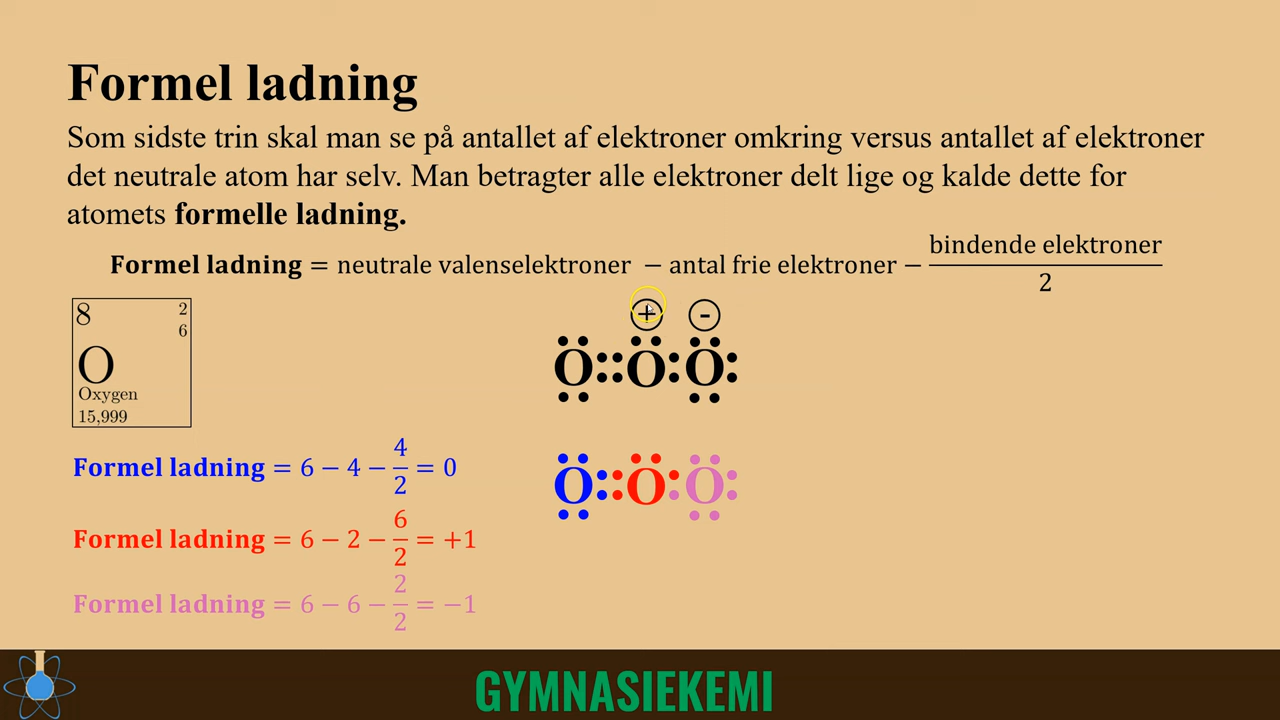 Formel ladning
Som sidste trin skal man se på antallet af elektroner omkring versus antallet af elektroner
det neutrale atom har selv. Man betragter alle elektroner delt lige og kalde dette for
atomets formelle ladning.
Formel ladning = neutrale valenselektroner − antal frie elektroner − bindende elektroner / 2
8 2
6
O
Oxygen
15,999
+ -
O O O
Formel ladning = 6 − 4 − 4/2 = 0
O O O
Formel ladning = 6 − 2 − 6/2 = +1
Formel ladning = 6 − 6 − 2/2 = −1
GYMNASIEKEMI